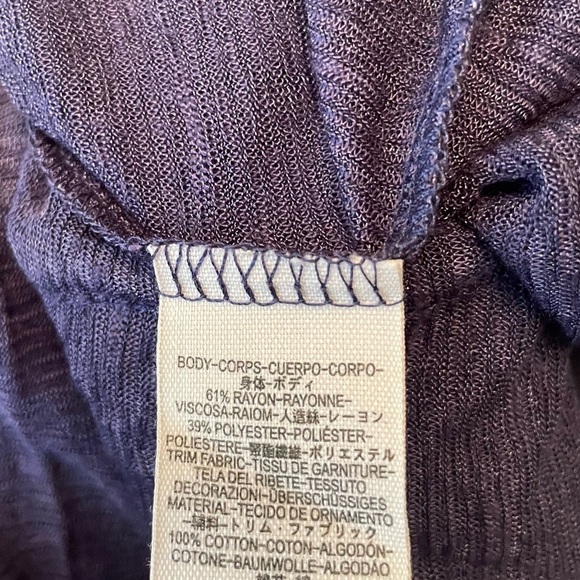 BODY-CORPS-CUERPO-CORPO-
身体-ボディ
61% RAYON-RAYONNE-
VISCOSA-RAIOM-人造絲-レーヨン
39% POLYESTER-POLIÉSTER-
POLIESTERE-聚酯纖維-ポリエステル
TRIM FABRIC-TISSU DE GARNITURE-
TELA DEL RIBETE-TESSUTO
DECORAZIONI-ÜBERSCHÜSSIGES
MATERIAL-TECIDO DE ORNAMENTO
-輔料-トリム・ファブリック
100% COTTON-COTON-ALGODÓN-
COTONE-BAUMWOLLE-ALGODÃO